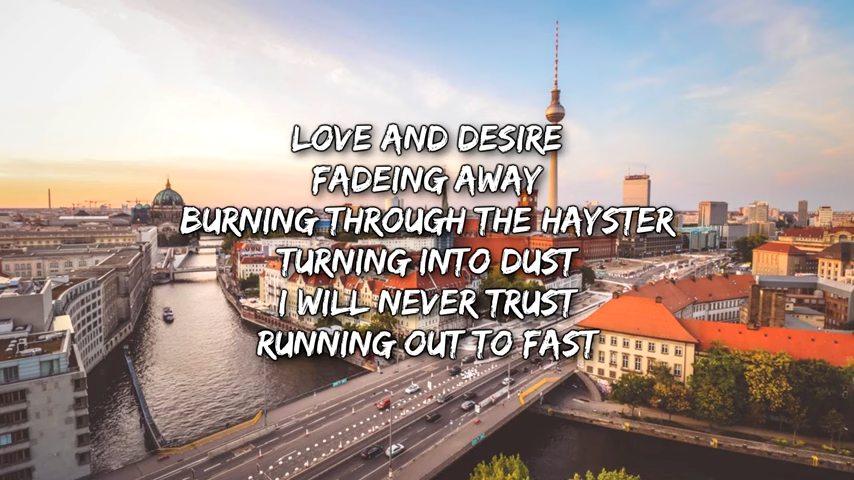 LOVE AND DESIRE
FADEING AWAY
BURNING THROUGH THE HAYSTER
TURNING INTO DUST
I WILL NEVER TRUST
RUNNING OUT TO FAST